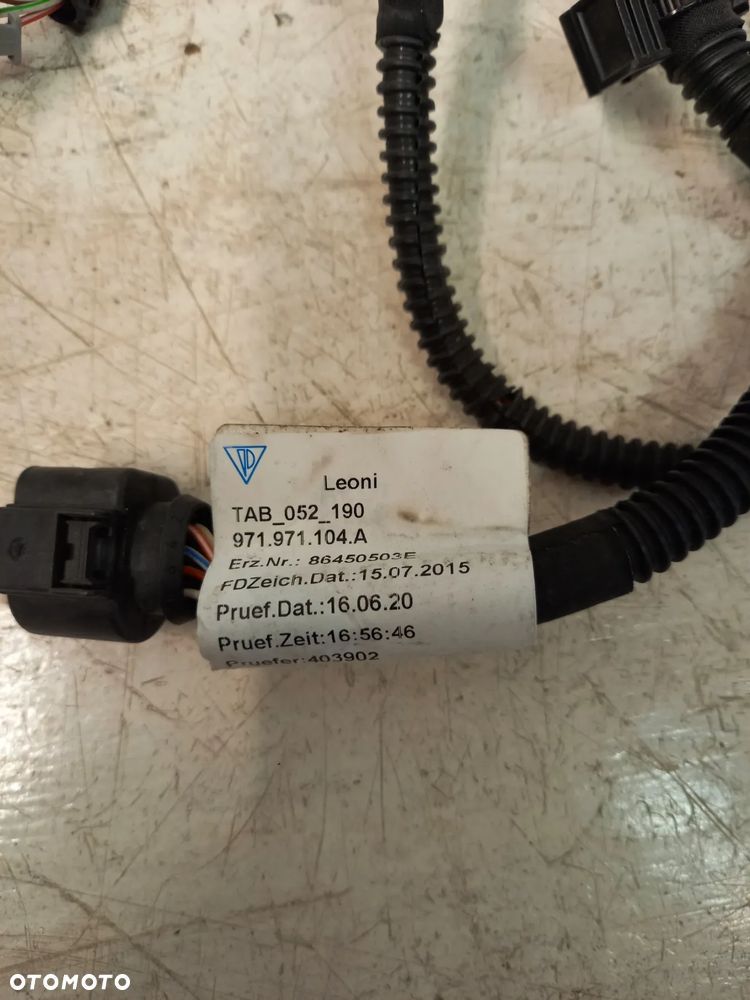 Leoni
TAB_052_190
971.971.104.A
Erz.Nr.: 86450503E
FDZeich.Dat.:15.07.2015
Pruef.Dat.:16.06.20
Pruef.Zeit:16:56:46
Pruefer:403902
OTOMOTO